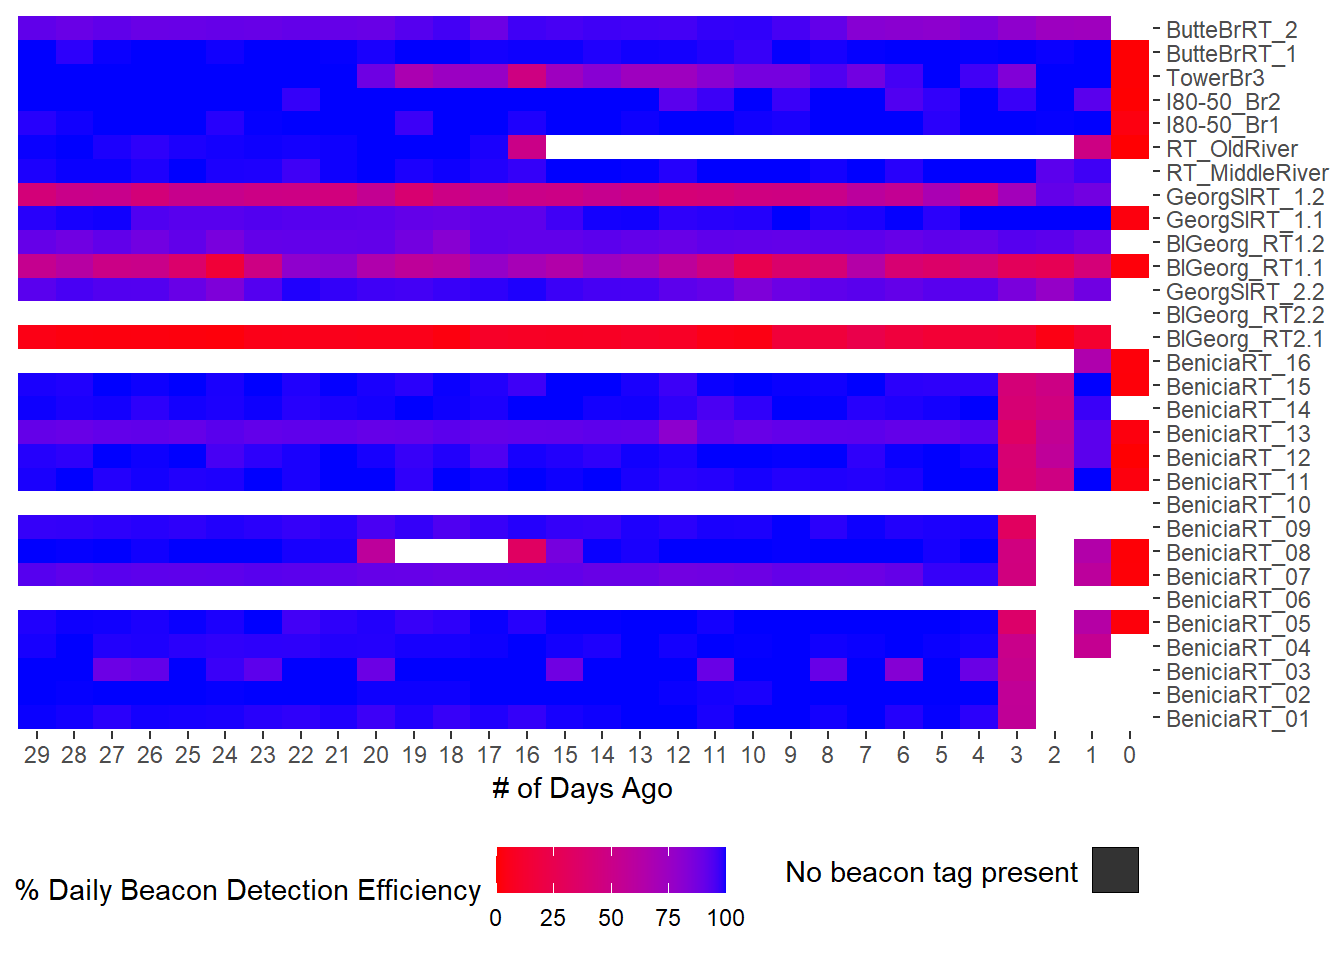 ButteBrRT_2
ButteBrRT_1
TowerBr3
I80-50_Br2
I80-50_Br1
RT_OldRiver
RT_MiddleRiver
GeorgSlRT_1.2
GeorgSlRT_1.1
BlGeorg_RT1.2
BlGeorg_RT1.1
GeorgSlRT_2.2
BlGeorg_RT2.2
BlGeorg_RT2.1
BeniciaRT_16
BeniciaRT_15
BeniciaRT_14
BeniciaRT_13
BeniciaRT_12
BeniciaRT_11
BeniciaRT_10
BeniciaRT_09
BeniciaRT_08
BeniciaRT_07
BeniciaRT_06
BeniciaRT_05
BeniciaRT_04
BeniciaRT_03
BeniciaRT_02
BeniciaRT_01
29 28 27 26 25 24 23 22 21 20 19 18 17 16 15 14 13 12 11 10 9 8 7 6 5 4 3 2 1 0
# of Days Ago
% Daily Beacon Detection Efficiency
0 25 50 75 100
No beacon tag present